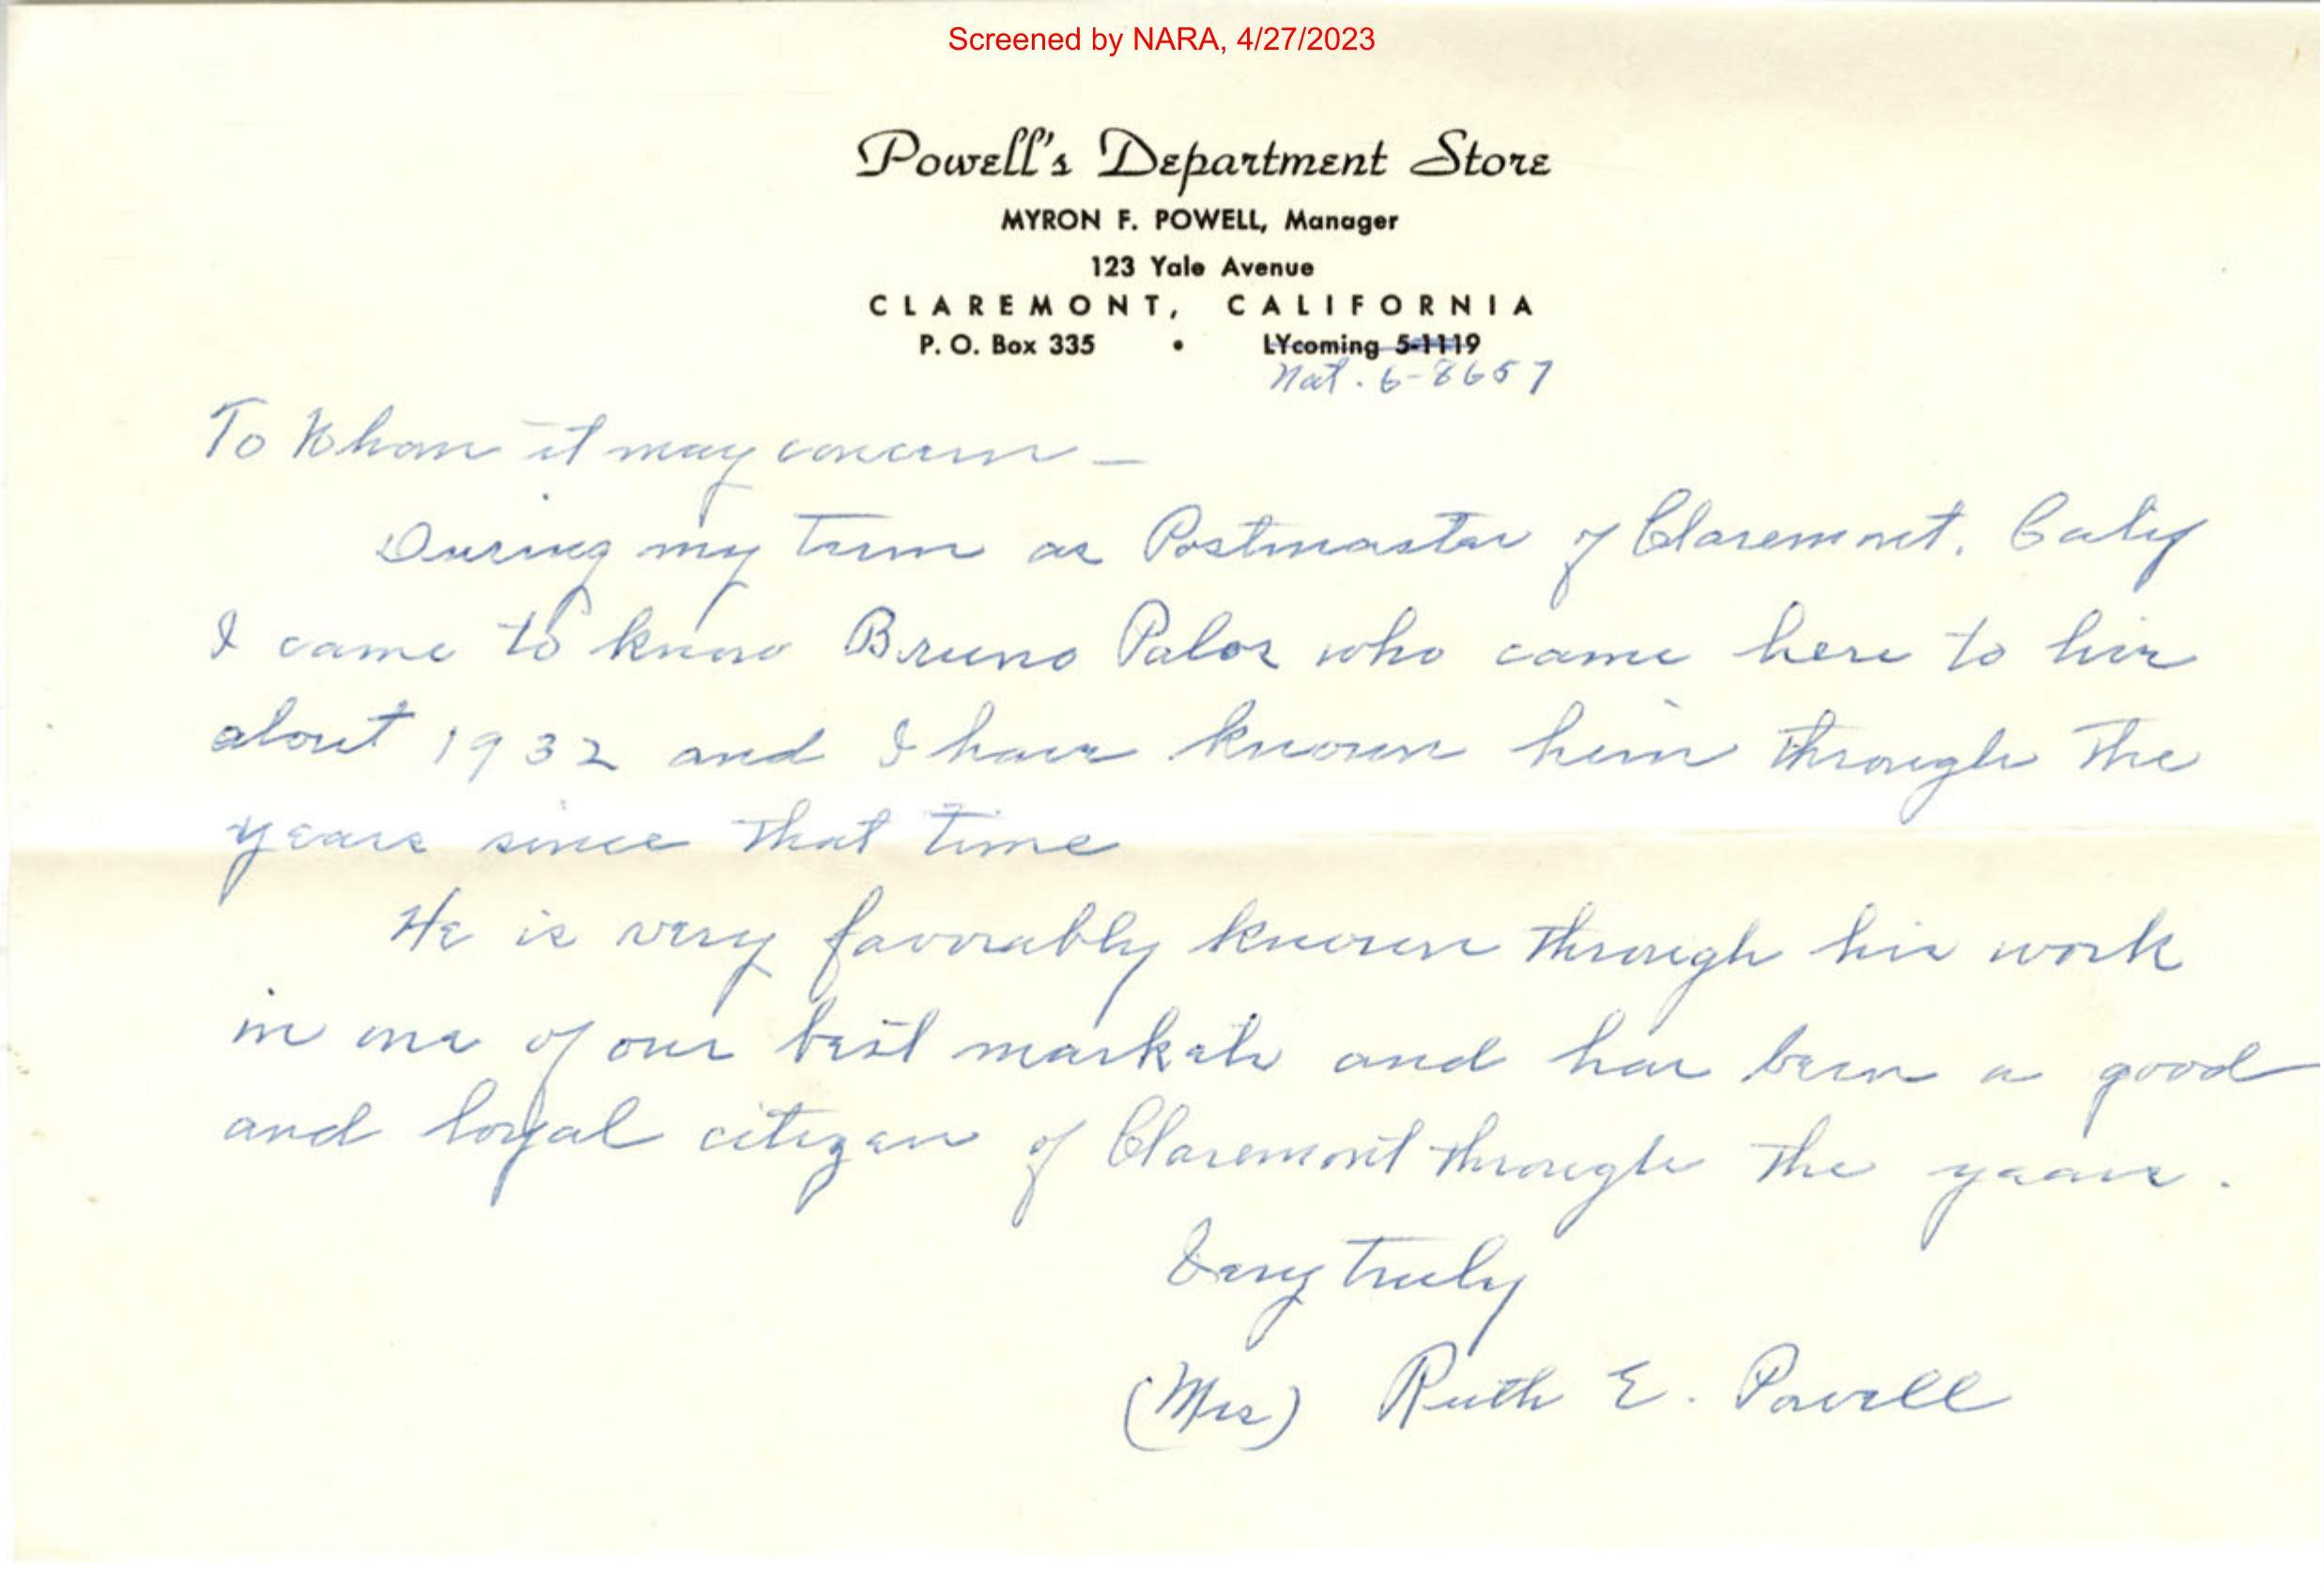 Screened by NARA, 4/27/2023
Powell's Department Store
MYRON F. POWELL, Manager
123 Yale Avenue
CLAREMONT, CALIFORNIA
P. O. Box 335 • LYcoming 5-1119
Nat. 6-8657
To Whom it may concern —
During my term as Postmaster of Claremont, Calif
I came to know Bruno Palos who came here to live
about 1932 and I have known him through the
years since that time
He is very favorably known through his work
in one of our best markets and has been a good
and loyal citizen of Claremont through the years.
Very truly
(Mrs) Ruth E. Powell